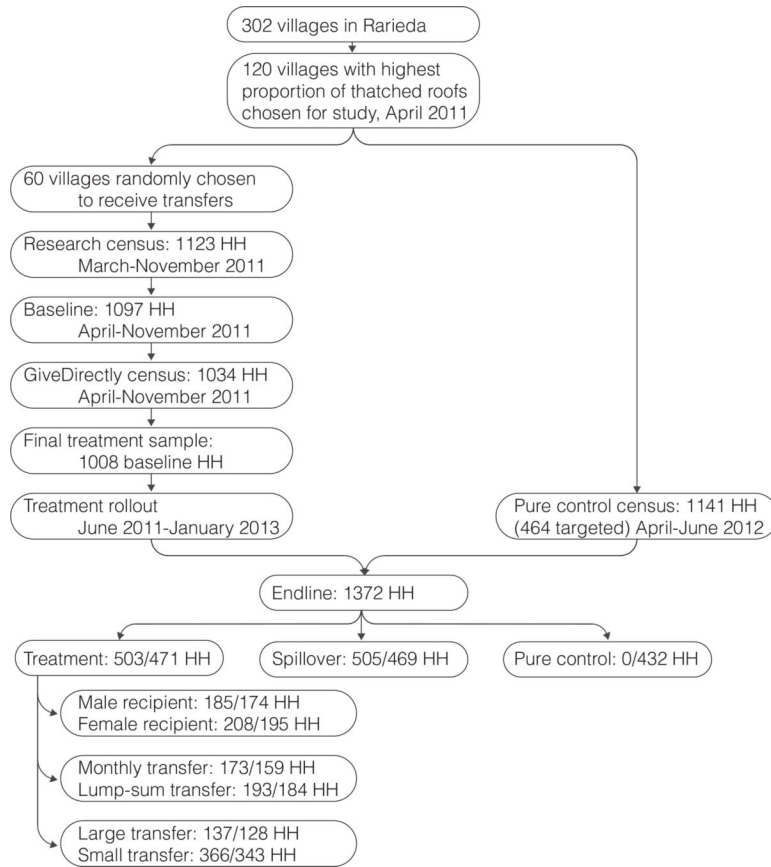 302 villages in Rarieda
120 villages with highest
proportion of thatched roofs
chosen for study, April 2011
60 villages randomly chosen
to receive transfers
Research census: 1123 HH
March-November 2011
Baseline: 1097 HH
April-November 2011
GiveDirectly census: 1034 HH
April-November 2011
Final treatment sample:
1008 baseline HH
Treatment rollout
June 2011-January 2013
Pure control census: 1141 HH
(464 targeted) April-June 2012
Endline: 1372 HH
Treatment: 503/471 HH
Spillover: 505/469 HH
Pure control: 0/432 HH
Male recipient: 185/174 HH
Female recipient: 208/195 HH
Monthly transfer: 173/159 HH
Lump-sum transfer: 193/184 HH
Large transfer: 137/128 HH
Small transfer: 366/343 HH